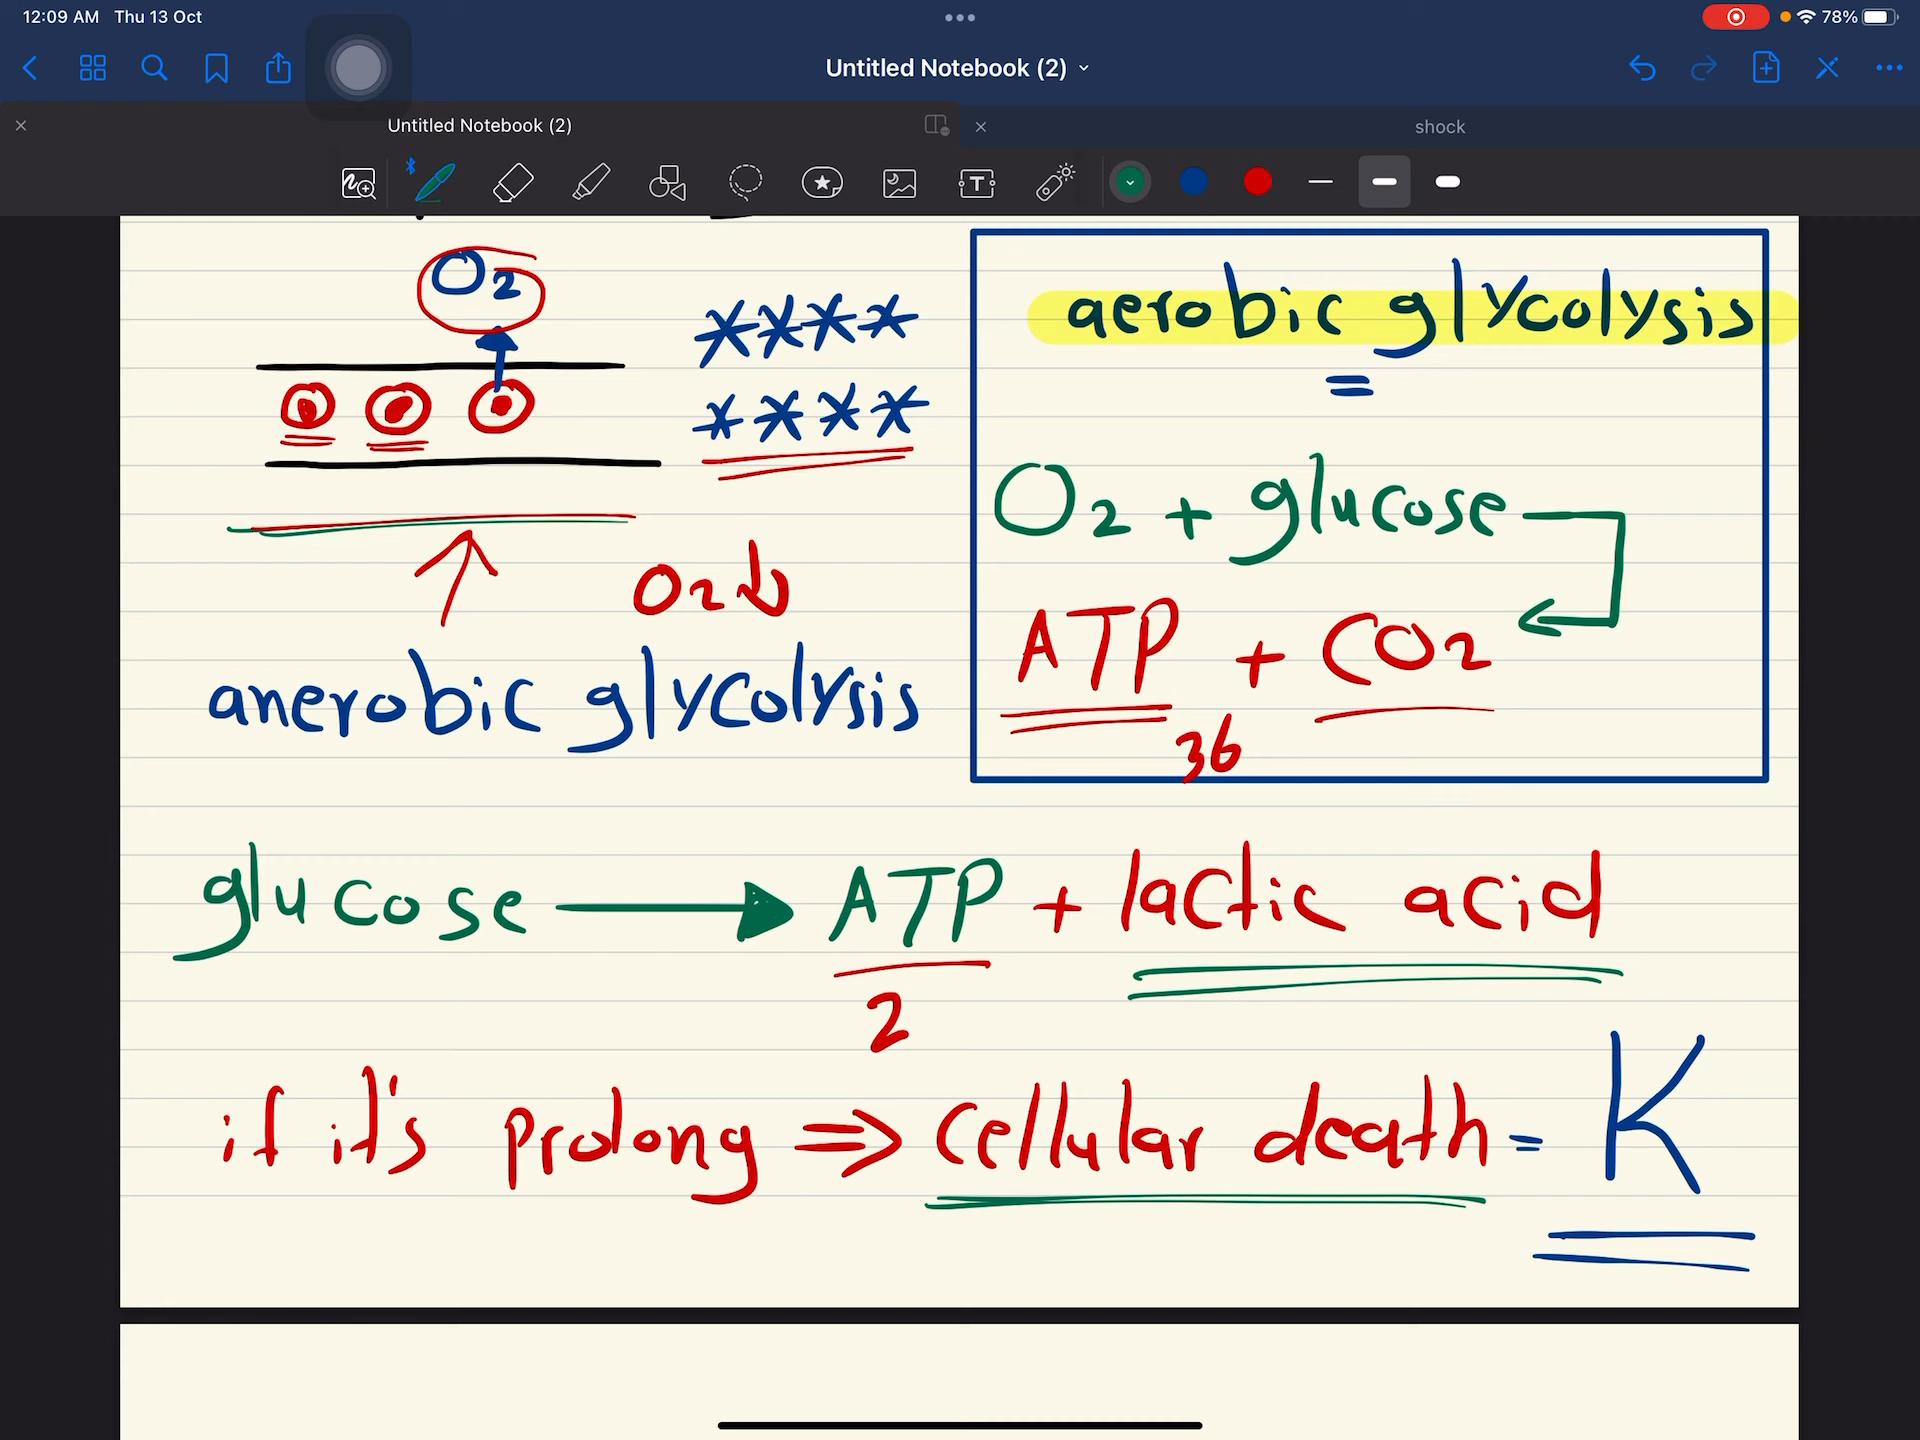 12:09 AM Thu 13 Oct
78%
Untitled Notebook (2)
Untitled Notebook (2)
shock
T
O2
aerobic glycolysis
=
O2 + glucose
O2
ATP + CO2
36
anerobic glycolysis
glucose → ATP + lactic acid
2
if it's prolong ⇒ cellular death = K